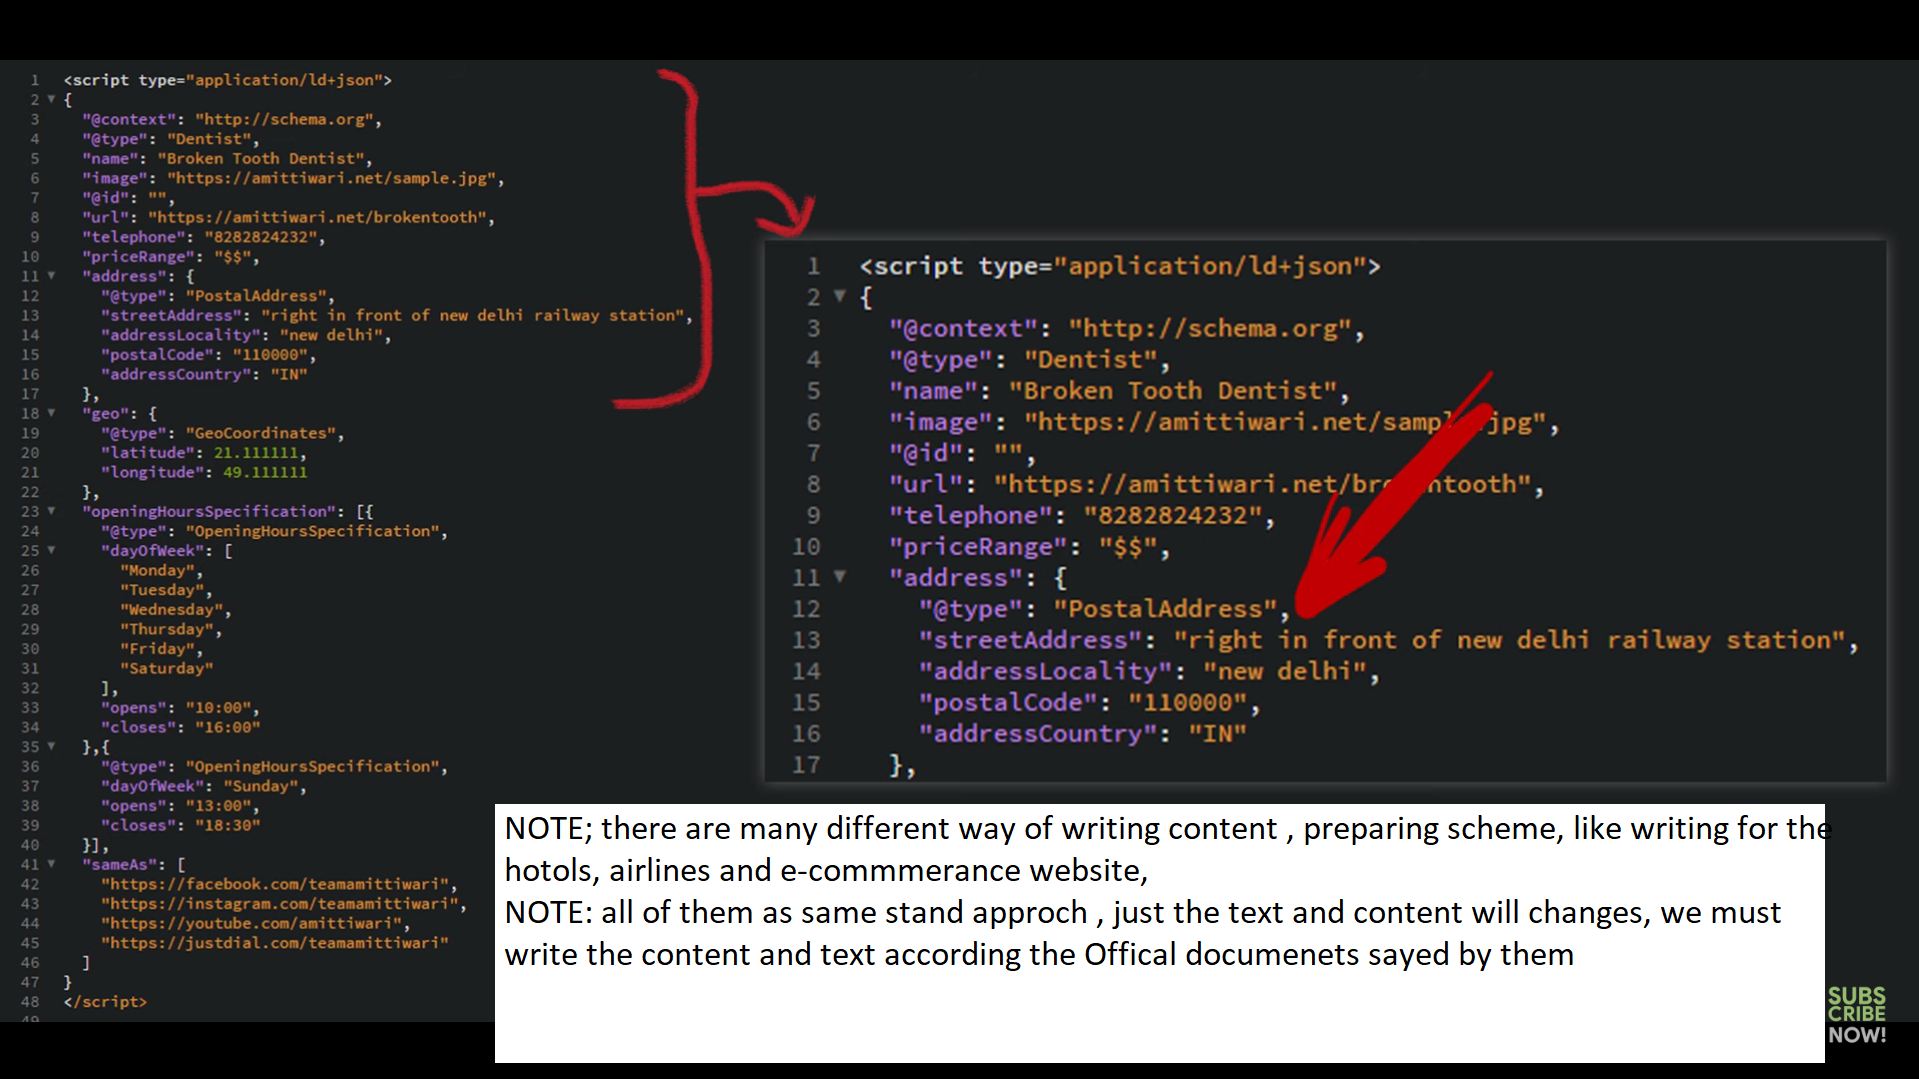 1 <script type="application/ld+json">
2 {
3 "@context": "http://schema.org",
4 "@type": "Dentist",
5 "name": "Broken Tooth Dentist",
6 "image": "https://amittiwari.net/sample.jpg",
7 "@id": "",
8 "url": "https://amittiwari.net/brokentooth",
9 "telephone": "8282824232",
10 "priceRange": "$$",
11 "address": {
12 "@type": "PostalAddress",
13 "streetAddress": "right in front of new delhi railway station",
14 "addressLocality": "new delhi",
15 "postalCode": "110000",
16 "addressCountry": "IN"
17 },
18 "geo": {
19 "@type": "GeoCoordinates",
20 "latitude": 21.111111,
21 "longitude": 49.111111
22 },
23 "openingHoursSpecification": [{
24 "@type": "OpeningHoursSpecification",
25 "dayOfWeek": [
26 "Monday",
27 "Tuesday",
28 "Wednesday",
29 "Thursday",
30 "Friday",
31 "Saturday"
32 ],
33 "opens": "10:00",
34 "closes": "16:00"
35 },{
36 "@type": "OpeningHoursSpecification",
37 "dayOfWeek": "Sunday",
38 "opens": "13:00",
39 "closes": "18:30"
40 }],
41 "sameAs": [
42 "https://facebook.com/teamamittiwari",
43 "https://instagram.com/teamamittiwari",
44 "https://youtube.com/amittiwari",
45 "https://justdial.com/teamamittiwari"
46 ]
47 }
48 </script>
49
1 <script type="application/ld+json">
2 {
3 "@context": "http://schema.org",
4 "@type": "Dentist",
5 "name": "Broken Tooth Dentist",
6 "image": "https://amittiwari.net/sample.jpg",
7 "@id": "",
8 "url": "https://amittiwari.net/brokentooth",
9 "telephone": "8282824232",
10 "priceRange": "$$",
11 "address": {
12 "@type": "PostalAddress",
13 "streetAddress": "right in front of new delhi railway station",
14 "addressLocality": "new delhi",
15 "postalCode": "110000",
16 "addressCountry": "IN"
17 },
NOTE; there are many different way of writing content , preparing scheme, like writing for the
hotols, airlines and e-commmerance website,
NOTE: all of them as same stand approch , just the text and content will changes, we must
write the content and text according the Offical documenets sayed by them
SUBS
CRIBE
NOW!